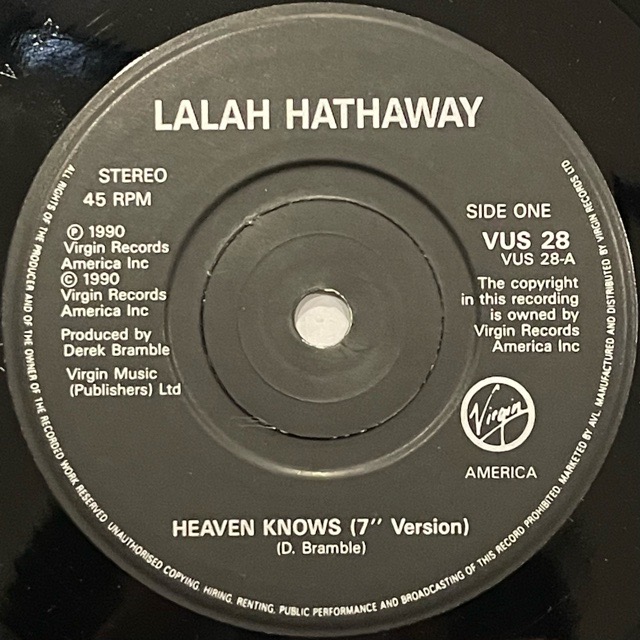 LALAH HATHAWAY
STEREO
45 RPM
℗ 1990
Virgin Records
America Inc
© 1990
Virgin Records
America Inc
Produced by
Derek Bramble
Virgin Music
(Publishers) Ltd
SIDE ONE
VUS 28
VUS 28-A
The copyright
in this recording
is owned by
Virgin Records
America Inc
Virgin
AMERICA
HEAVEN KNOWS (7″ Version)
(D. Bramble)
ALL RIGHTS OF THE PRODUCER AND OF THE OWNER OF THE RECORDED WORK RESERVED. UNAUTHORISED COPYING, HIRING, RENTING, PUBLIC PERFORMANCE AND BROADCASTING OF THIS RECORD PROHIBITED. MARKETED BY AVL. MANUFACTURED AND DISTRIBUTED BY VIRGIN RECORDS LTD